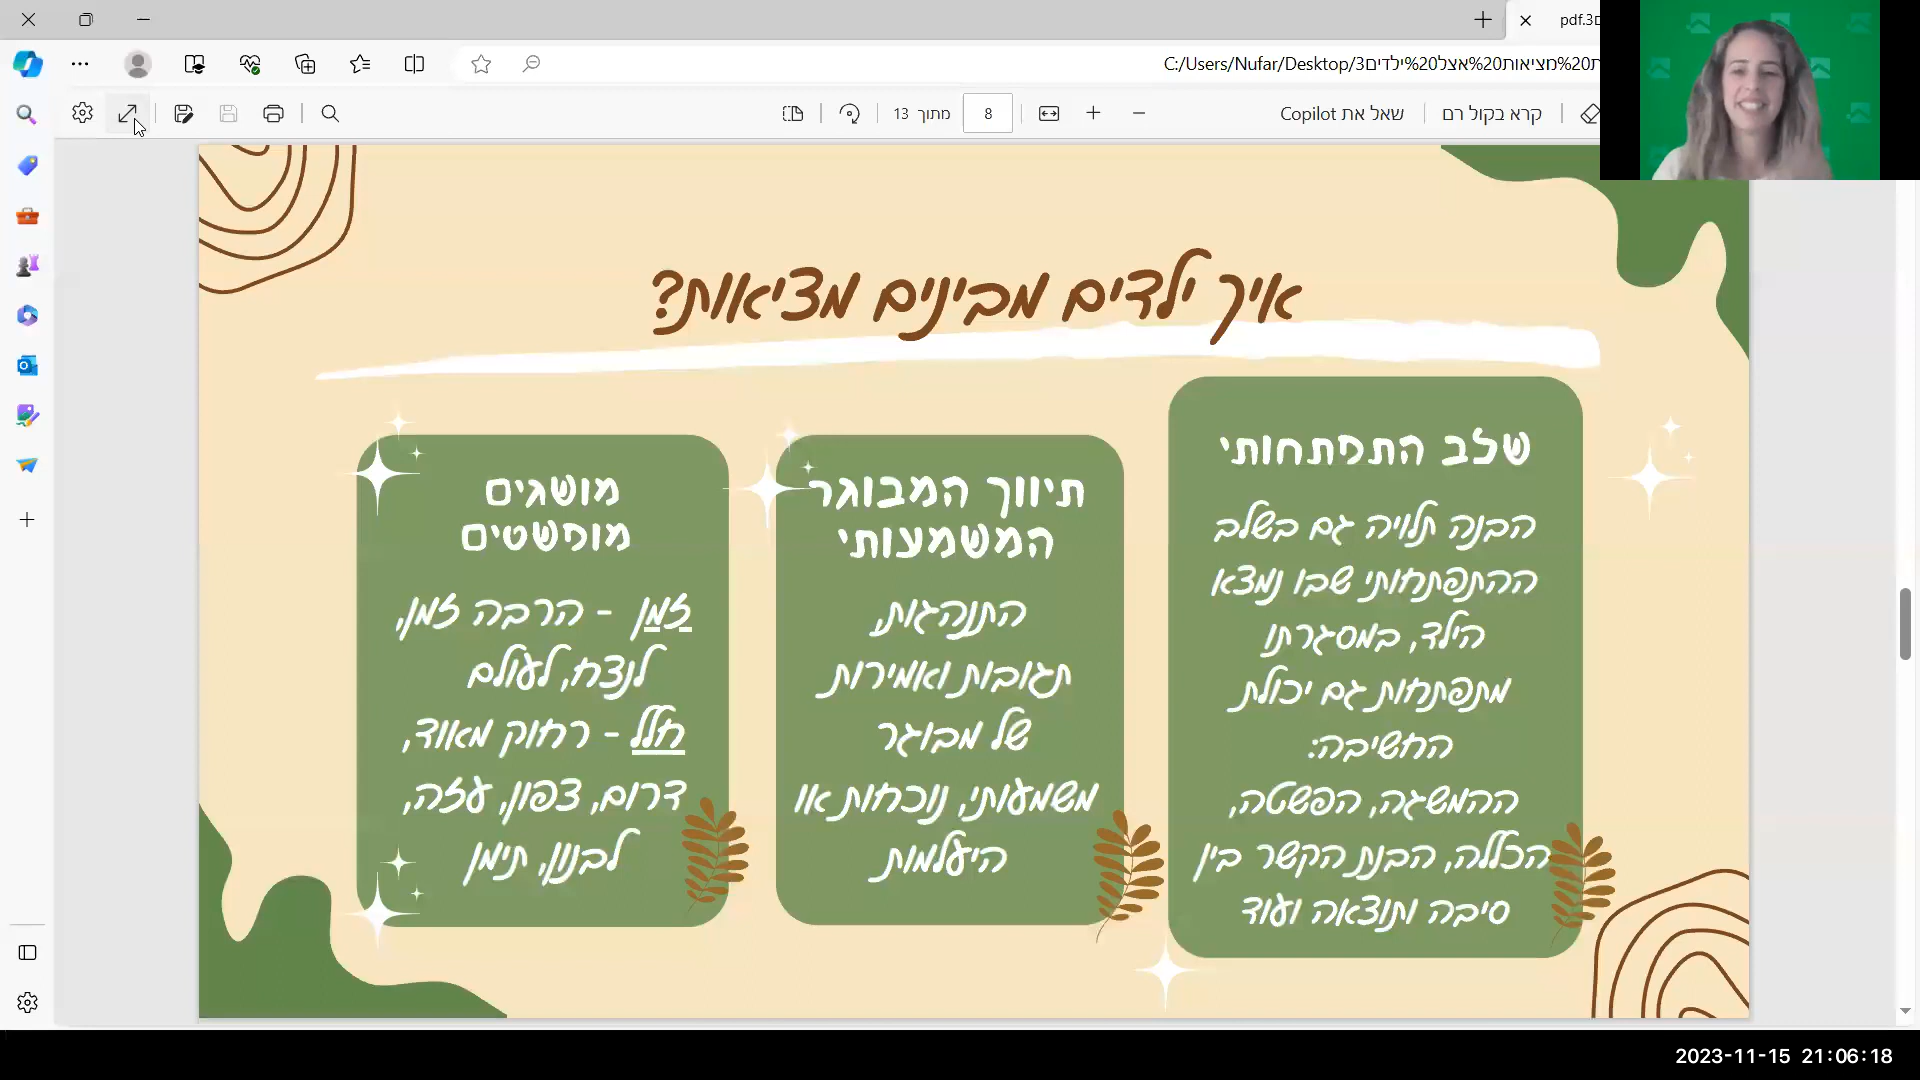 pdf.3
C:/Users/Nufar/Desktop/3ת%20מציאות%20אצל%20ילדים
8
מתוך 13
שאל את Copilot
קרא בקול רם
איך ילדים מבינים מציאות?
שלב התפתחותי
הבנה תלויה גם בשלב
ההתפתחותי שבו נמצא
הילד, במסגרתו
מתפתחות גם יכולת
החשיבה:
ההמשגה, הפשטה,
הכללה, הבנת הקשר בין
סיבה ותוצאה ועוד
תיווך המבוגר
המשמעותי
התנהגות,
תגובות ואמירות
של מבוגר
משמעותי, נוכחות או
היעלמות
מושגים
מופשטים
זמן - הרבה זמן,
לנצח, לעולם
חלל - רחוק מאוד,
דרום, צפון, עזה,
לבנון, תימן
2023-11-15 21:06:18